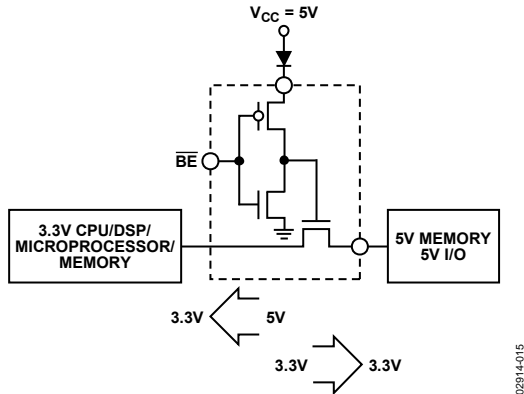 VCC = 5V
BE
3.3V CPU/DSP/
MICROPROCESSOR/
MEMORY
5V MEMORY
5V I/O
3.3V
5V
3.3V
3.3V
02914-015